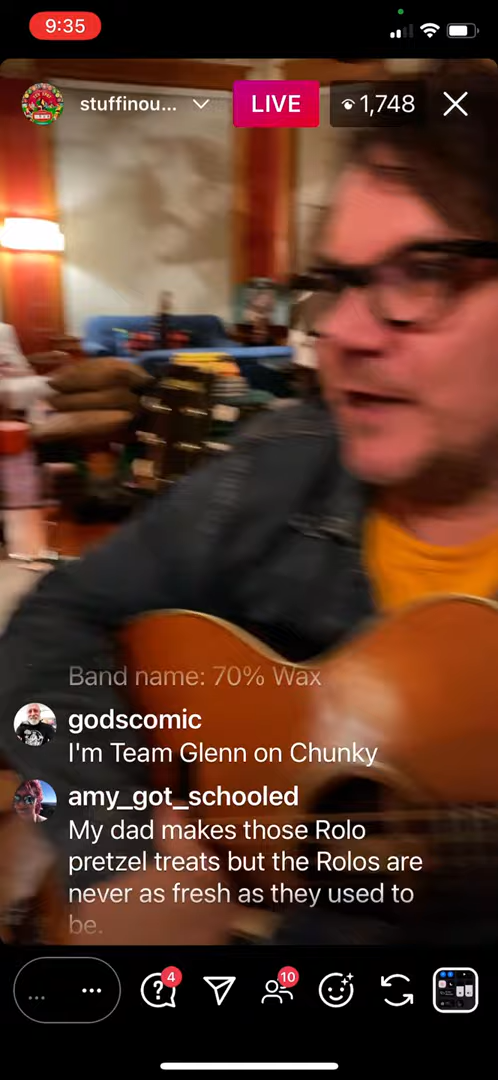 9:35
stuffinou...
LIVE
1,748
Band name: 70% Wax
godscomic
I'm Team Glenn on Chunky
amy_got_schooled
My dad makes those Rolo
pretzel treats but the Rolos are
never as fresh as they used to
be.
...
...
4
10